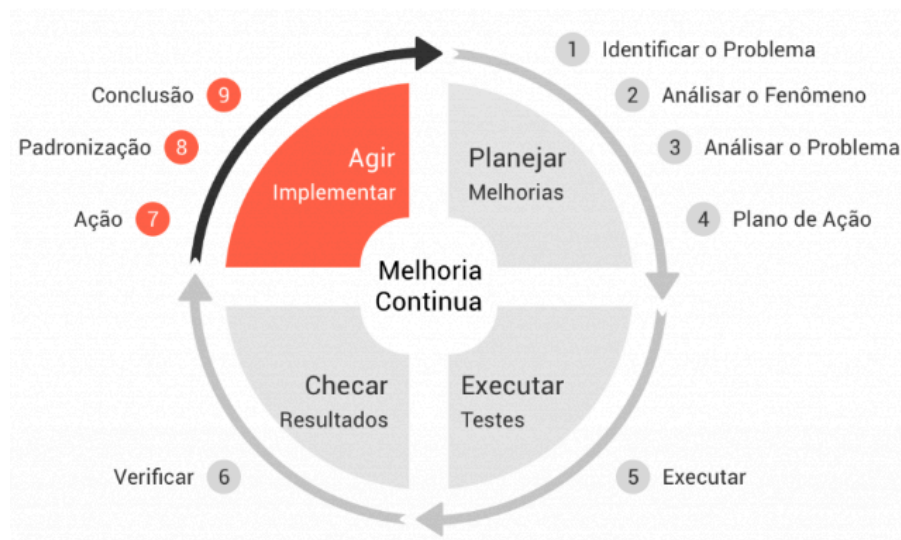 1 Identificar o Problema
2 Análisar o Fenômeno
3 Análisar o Problema
4 Plano de Ação
5 Executar
6 Verificar
7 Ação
8 Padronização
9 Conclusão
Agir
Implementar
Planejar
Melhorias
Melhoria
Continua
Checar
Resultados
Executar
Testes